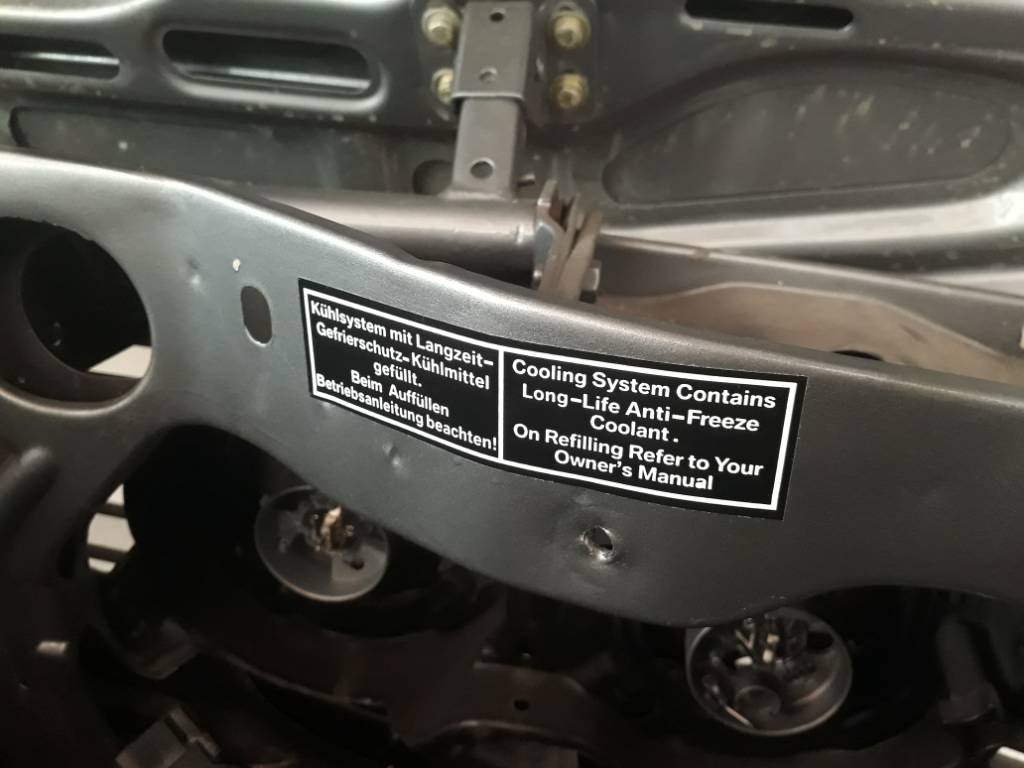 Kühlsystem mit Langzeit-
Gefrierschutz-Kühlmittel
gefüllt.
Beim Auffüllen
Betriebsanleitung beachten!
Cooling System Contains
Long-Life Anti-Freeze
Coolant.
On Refilling Refer to Your
Owner's Manual